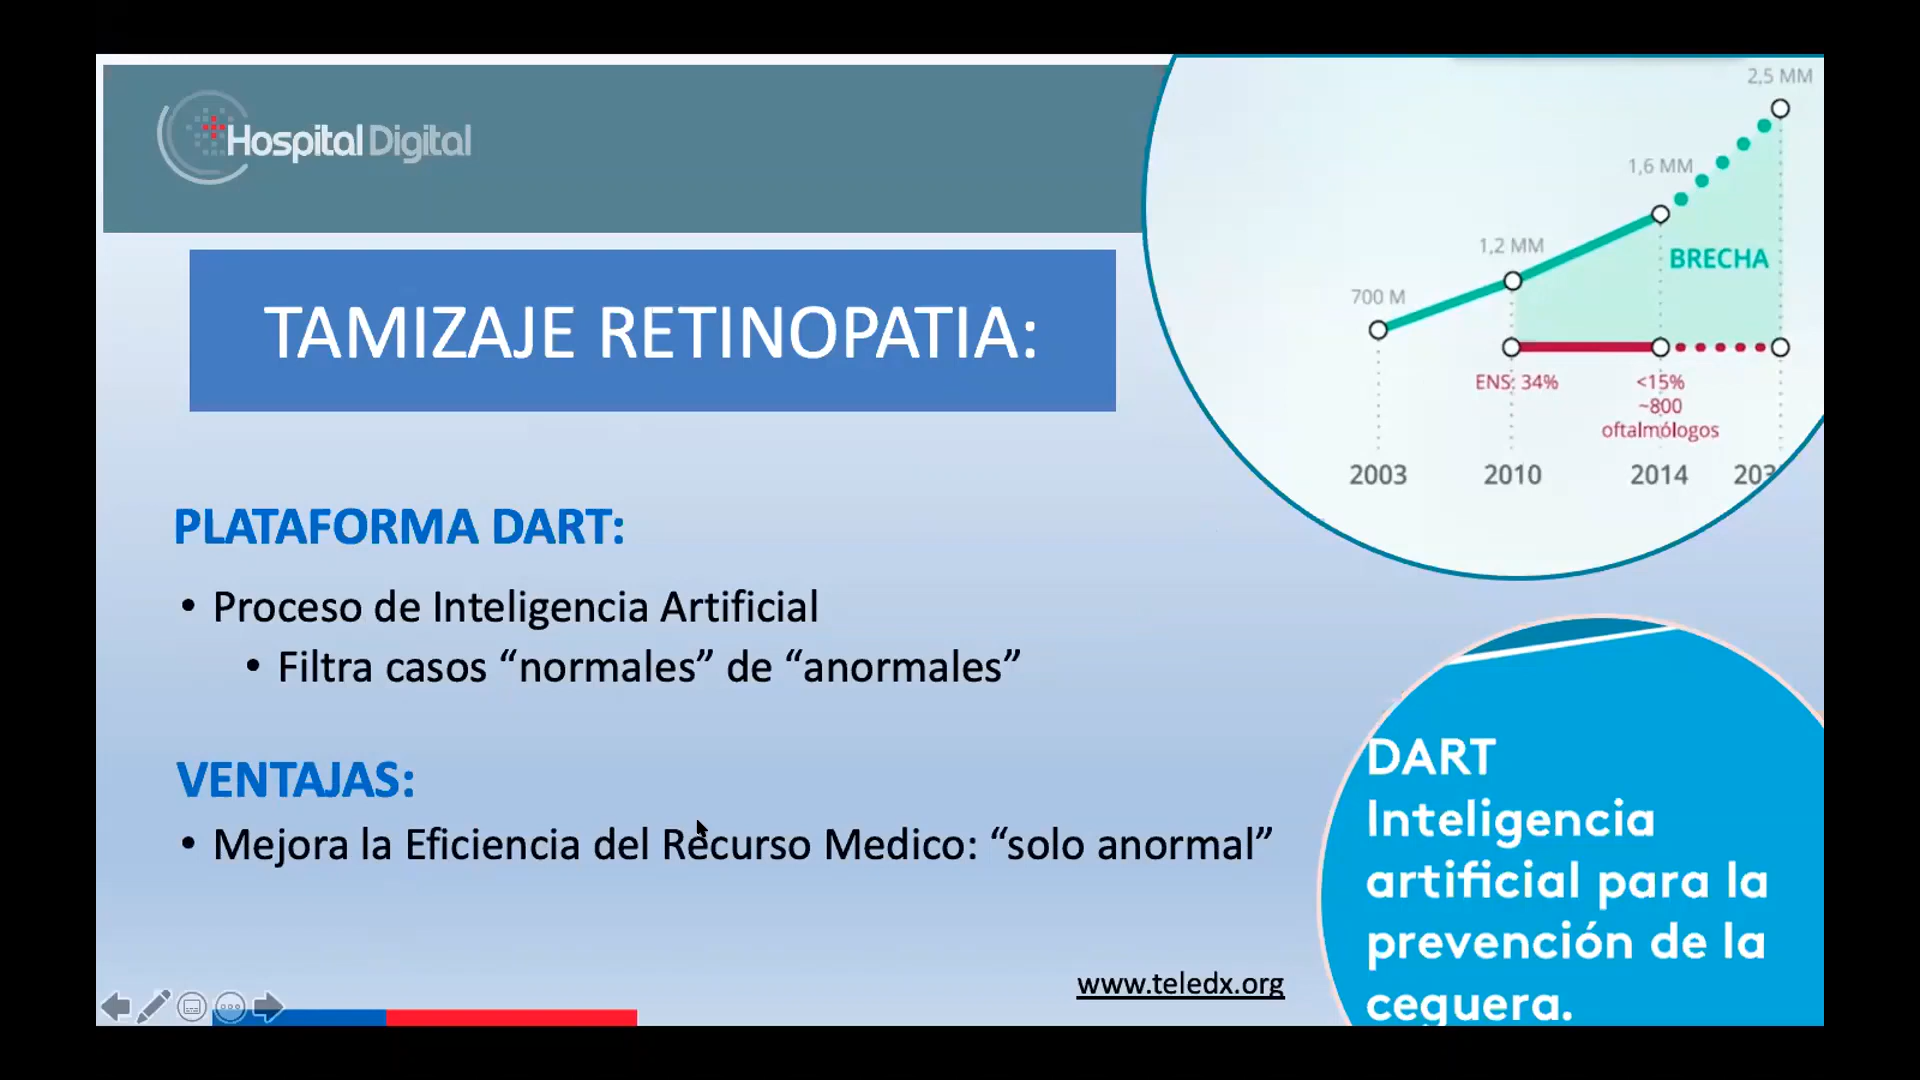 Hospital Digital
TAMIZAJE RETINOPATIA:
PLATAFORMA DART:
• Proceso de Inteligencia Artificial
• Filtra casos “normales” de “anormales”
VENTAJAS:
• Mejora la Eficiencia del Recurso Medico: “solo anormal”
www.teledx.org
2,5 MM
1,6 MM
1,2 MM
BRECHA
700 M
ENS: 34%
<15%
~800
oftalmólogos
2003
2010
2014
DART
Inteligencia
artificial para la
prevención de la
ceguera.